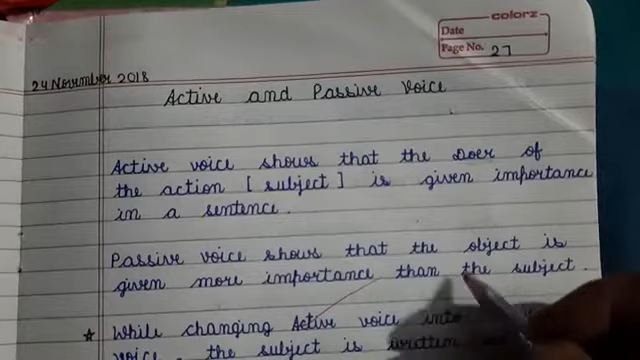 colorz
Date
Page No. 27
24 November 2018
Active and Passive Voice
Active voice shows that the Doer of
the action [ subject ] is given importance
in a sentence.
Passive voice shows that the object is
given more importance than the subject.
★ While changing Active voice into
voice, the subject is written